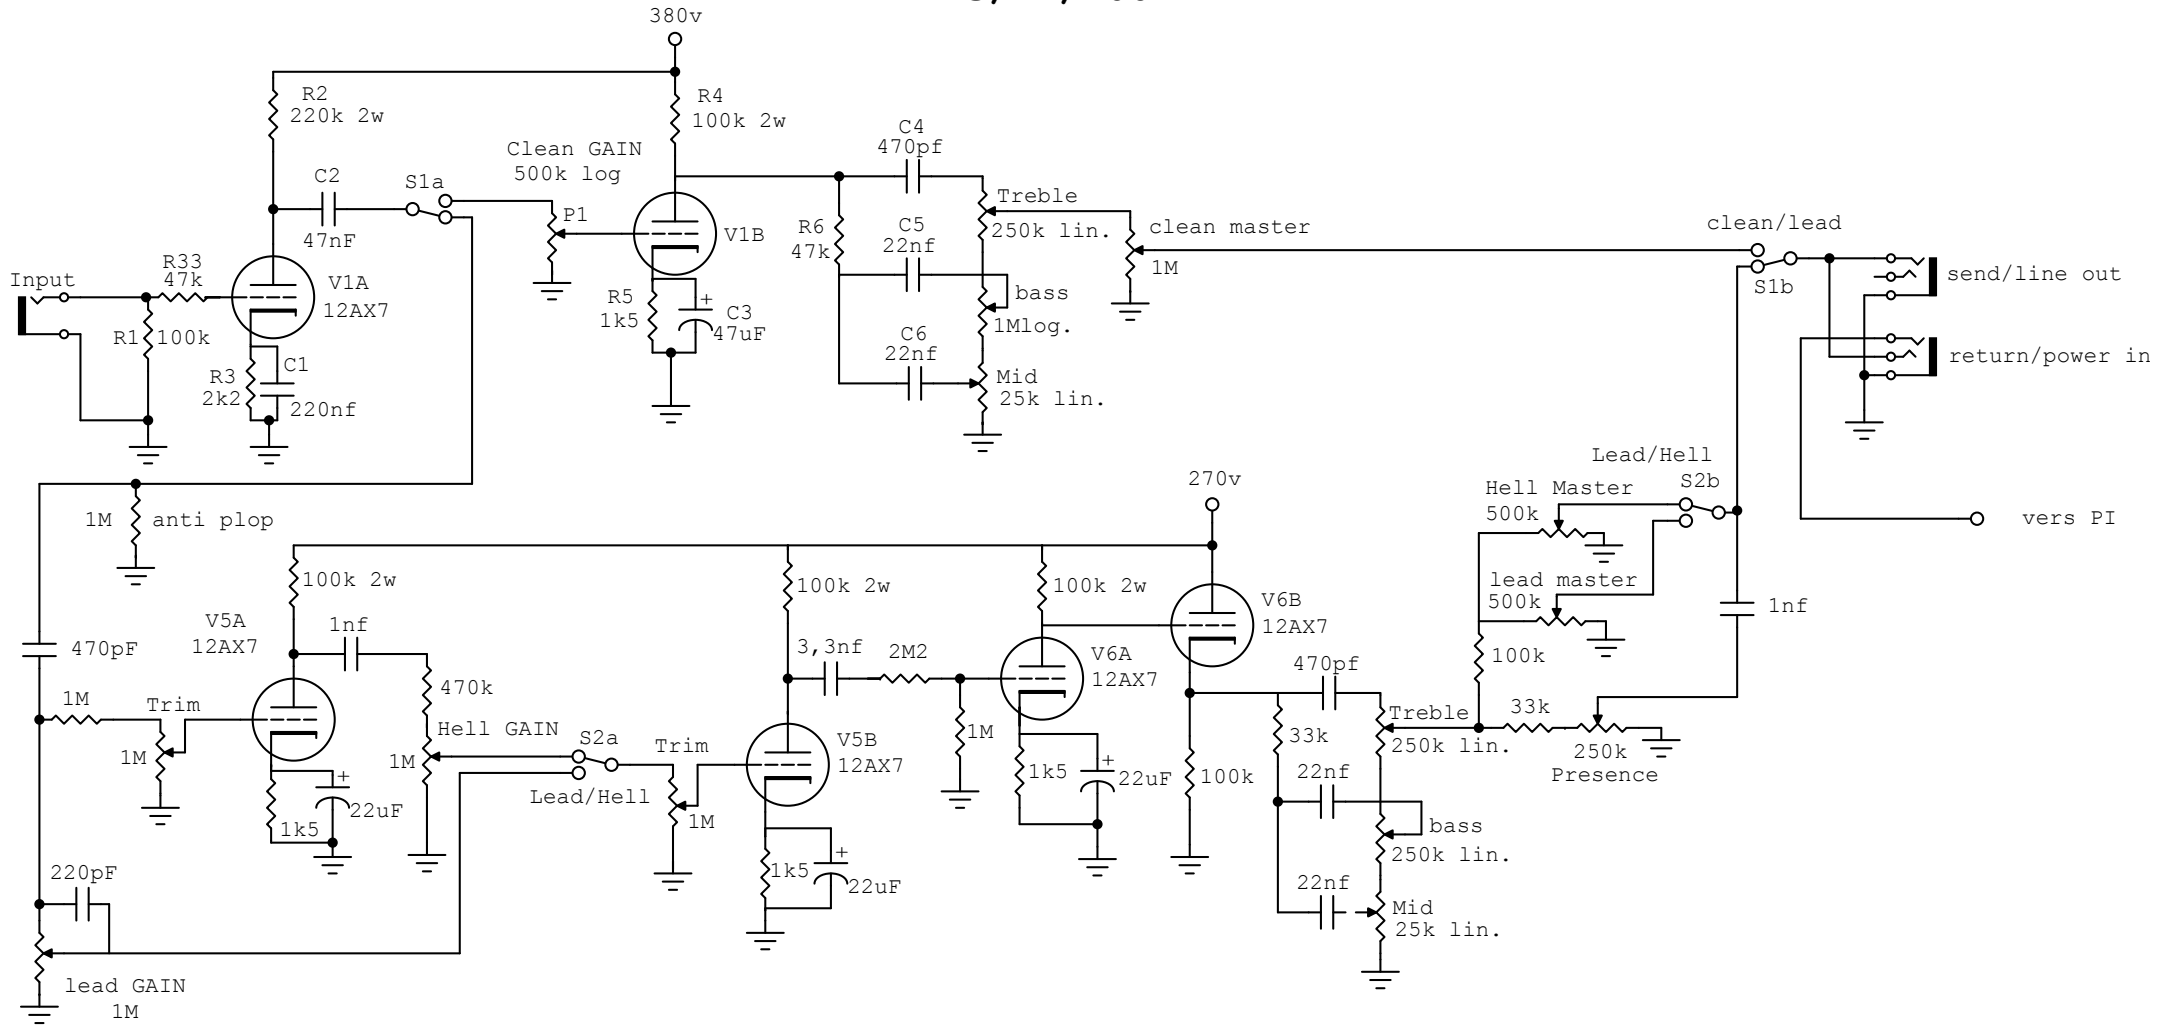 380v
R2
220k 2w
R4
100k 2w
Clean GAIN
500k log
C2
47nF
S1a
P1
V1B
C4
470pf
Treble
250k lin.
R6
47k
C5
22nf
clean master
1M
clean/lead
S1b
send/line out
return/power in
Input
R33
47k
V1A
12AX7
R1
100k
R3
2k2
C1
220nf
R5
1k5
C3
47uF
bass
1Mlog.
C6
22nf
Mid
25k lin.
1M
anti plop
270v
Lead/Hell
S2b
Hell Master
500k
vers PI
lead master
500k
1nf
100k 2w
100k 2w
100k 2w
V5A
12AX7
1nf
470pF
470k
1M
Trim
1M
Hell GAIN
1M
S2a
Lead/Hell
Trim
1M
V5B
12AX7
3,3nf
2M2
1M
V6A
12AX7
V6B
12AX7
470pf
100k
Treble
250k lin.
33k
250k
Presence
33k
22nf
100k
1k5
22uF
1k5
22uF
bass
250k lin.
22nf
Mid
25k lin.
1k5
22uF
220pF
lead GAIN
1M
+
+
+
+